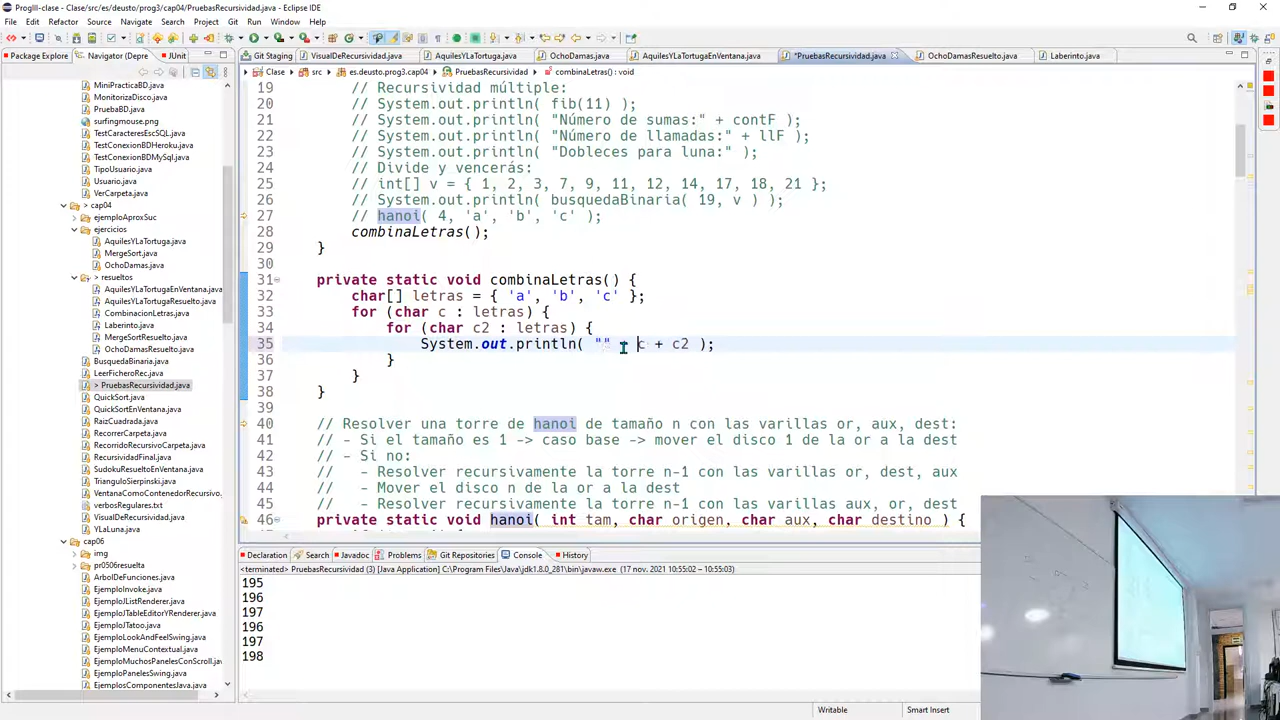 ProgIII-clase - Clase/src/es/deusto/prog3/cap04/PruebasRecursividad.java - Eclipse IDE
File Edit Source Refactor Navigate Search Project Git Run Window Help
Package Explorer Navigator (Depre JUnit
Git Staging VisualDeRecursividad.java AquilesYLaTortuga.java OchoDamas.java AquilesYLaTortugaEnVentana.java *PruebasRecursividad.java OchoDamasResuelto.java Laberinto.java
Clase src es.deusto.prog3.cap04 PruebasRecursividad combinaLetras() : void
MiniPracticaBD.java
MonitorizaDisco.java
PruebaBD.java
surfingmouse.png
TestCaracteresEscSQL.java
TestConexionBDHeroku.java
TestConexionBDMySql.java
TipoUsuario.java
Usuario.java
VerCarpeta.java
> cap04
ejemploAproxSuc
ejercicios
AquilesYLaTortuga.java
MergeSort.java
OchoDamas.java
> resueltos
AquilesYLaTortugaEnVentana.java
AquilesYLaTortugaResuelto.java
CombinacionLetras.java
Laberinto.java
MergeSortResuelto.java
OchoDamasResuelto.java
BusquedaBinaria.java
LeerFicheroRec.java
> PruebasRecursividad.java
QuickSort.java
QuickSortEnVentana.java
RaizCuadrada.java
RecorrerCarpeta.java
RecorridoRecursivoCarpeta.java
RecursividadFinal.java
SudokuResueltoEnVentana.java
TrianguloSierpinski.java
VentanaComoContenedorRecursivo.
verbosRegulares.txt
VisualDeRecursividad.java
YLaLuna.java
cap06
img
pr0506resuelta
ArbolDeFunciones.java
EjemploInvoke.java
EjemploJListRenderer.java
EjemploJTableEditorYRenderer.java
EjemploJTatoo.java
EjemploLookAndFeelSwing.java
EjemploMenuContextual.java
EjemploMuchosPanelesConScroll.java
EjemploPanelesSwing.java
EjemplosComponentesJava.java
19 // Recursividad múltiple:
20 // System.out.println( fib(11) );
21 // System.out.println( "Número de sumas:" + contF );
22 // System.out.println( "Número de llamadas:" + llF );
23 // System.out.println( "Dobleces para luna:" );
24 // Divide y vencerás:
25 // int[] v = { 1, 2, 3, 7, 9, 11, 12, 14, 17, 18, 21 };
26 // System.out.println( busquedaBinaria( 19, v ) );
27 // hanoi( 4, 'a', 'b', 'c' );
28 combinaLetras();
29 }
30
31 private static void combinaLetras() {
32 char[] letras = { 'a', 'b', 'c' };
33 for (char c : letras) {
34 for (char c2 : letras) {
35 System.out.println( "" + c + c2 );
36 }
37 }
38 }
39
40 // Resolver una torre de hanoi de tamaño n con las varillas or, aux, dest:
41 // - Si el tamaño es 1 -> caso base -> mover el disco 1 de la or a la dest
42 // - Si no:
43 // - Resolver recursivamente la torre n-1 con las varillas or, dest, aux
44 // - Mover el disco n de la or a la dest
45 // - Resolver recursivamente la torre n-1 con las varillas aux, or, dest
46 private static void hanoi( int tam, char origen, char aux, char destino ) {
Declaration Search Javadoc Problems Git Repositories Console History
<terminated> PruebasRecursividad (3) [Java Application] C:\Program Files\Java\jdk1.8.0_281\bin\javaw.exe (17 nov. 2021 10:55:02 – 10:55:03)
195
196
197
196
197
198
Writable Smart Insert